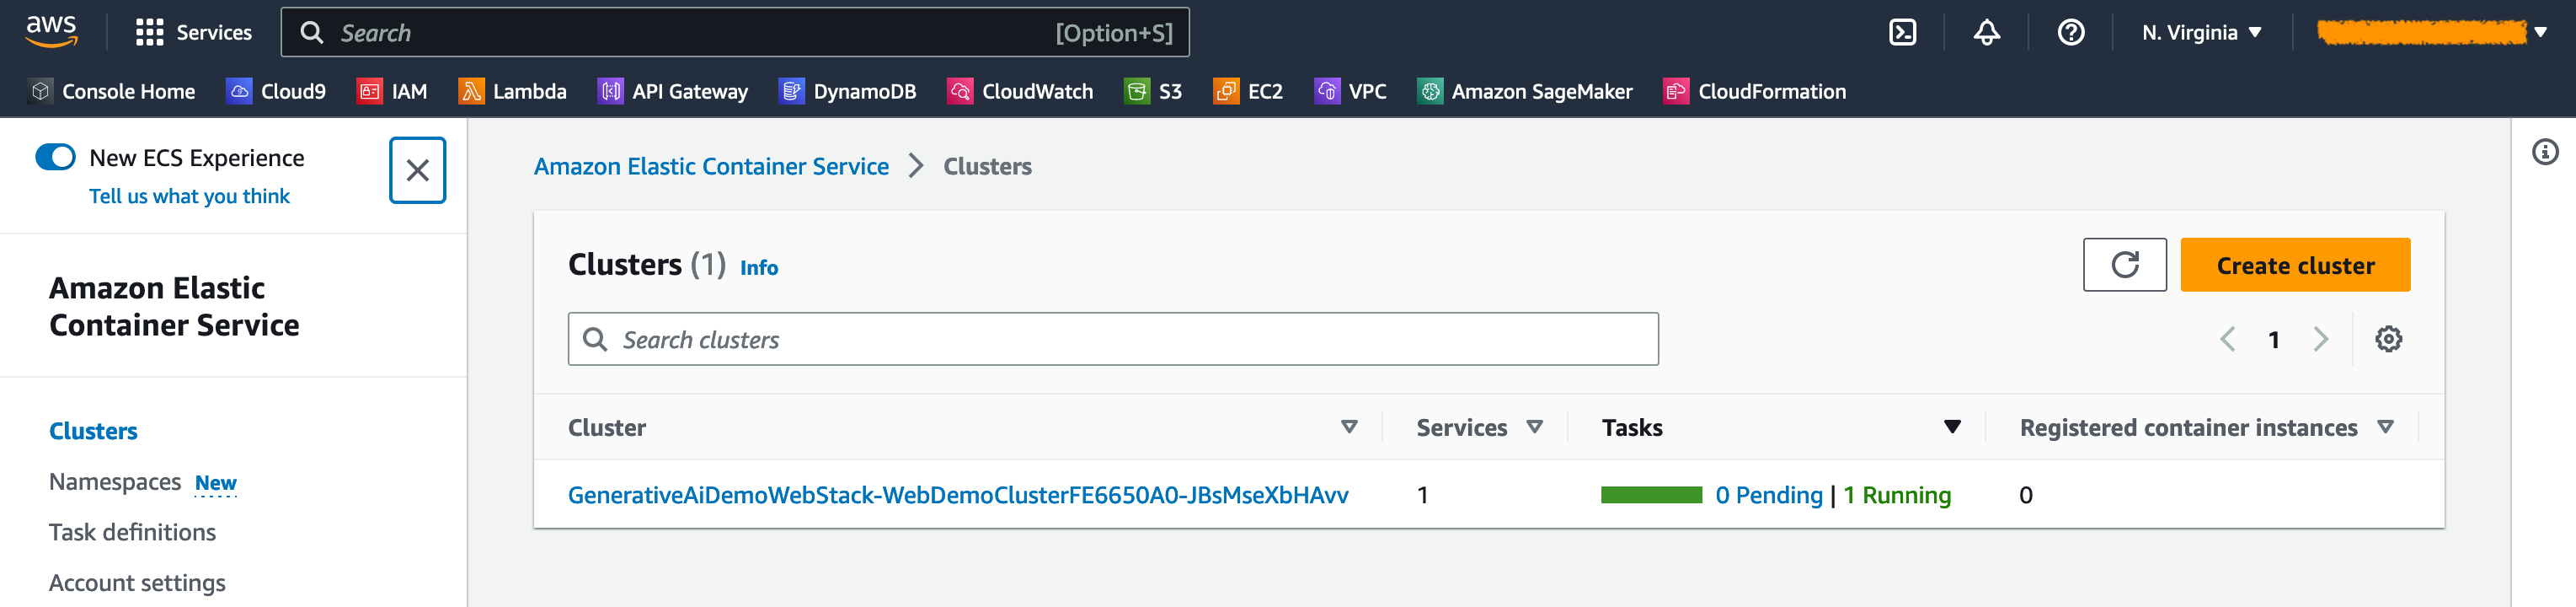 aws Services Search [Option+S] N. Virginia
Console Home Cloud9 IAM Lambda API Gateway DynamoDB CloudWatch S3 EC2 VPC Amazon SageMaker CloudFormation
New ECS Experience
Tell us what you think
Amazon Elastic
Container Service
Clusters
Namespaces New
Task definitions
Account settings
Amazon Elastic Container Service > Clusters
Clusters (1) Info
Create cluster
Search clusters
1
Cluster Services Tasks Registered container instances
GenerativeAiDemoWebStack-WebDemoClusterFE6650A0-JBsMseXbHAvv 1 0 Pending | 1 Running 0